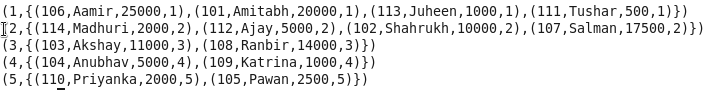 (1,{(106,Aamir,25000,1),(101,Amitabh,20000,1),(113,Juheen,1000,1),(111,Tushar,500,1)})
(2,{(114,Madhuri,2000,2),(112,Ajay,5000,2),(102,Shahrukh,10000,2),(107,Salman,17500,2)})
(3,{(103,Akshay,11000,3),(108,Ranbir,14000,3)})
(4,{(104,Anubhav,5000,4),(109,Katrina,1000,4)})
(5,{(110,Priyanka,2000,5),(105,Pawan,2500,5)})